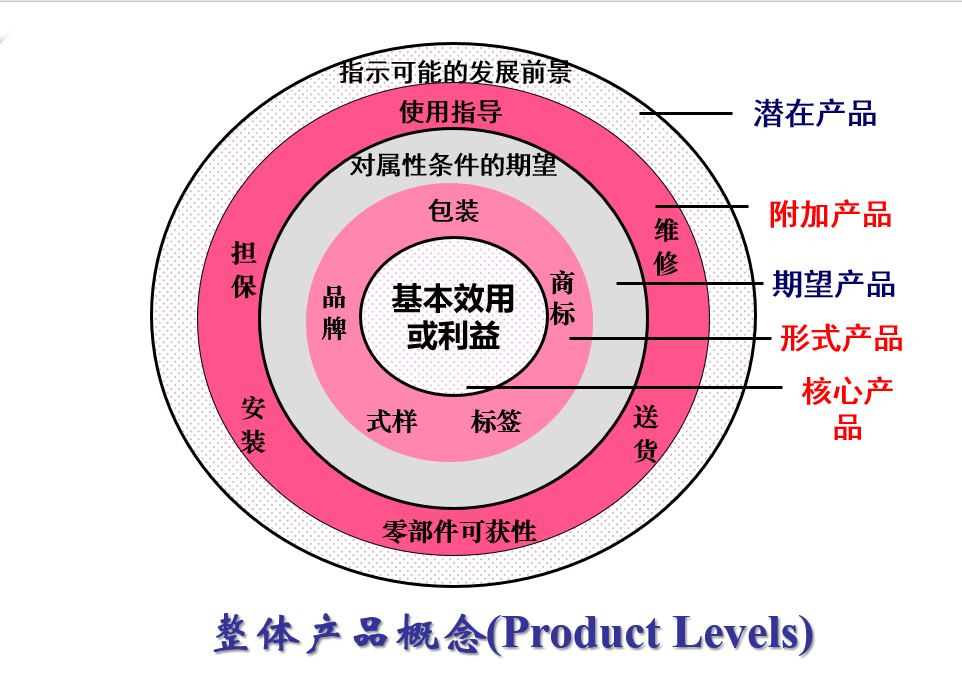 指示可能的发展前景
使用指导
对属性条件的期望
包装
担保
维修
品牌
商标
基本效用
或利益
安装
式样
标签
送货
零部件可获性
潜在产品
附加产品
期望产品
形式产品
核心产
品
整体产品概念(Product Levels)